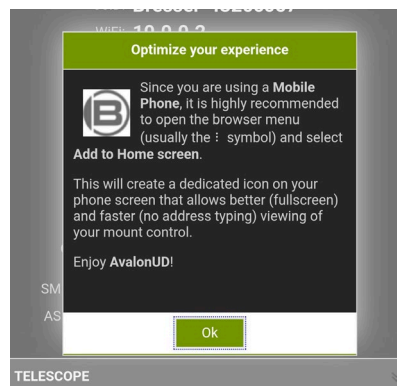 Optimize your experience
Since you are using a Mobile
Phone, it is highly recommended
to open the browser menu
(usually the ⋮ symbol) and select
Add to Home screen.
This will create a dedicated icon on your
phone screen that allows better (fullscreen)
and faster (no address typing) viewing of
your mount control.
Enjoy AvalonUD!
SM
AS
Ok
TELESCOPE